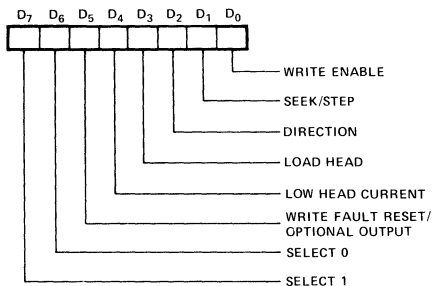 D7 D6 D5 D4 D3 D2 D1 D0
WRITE ENABLE
SEEK/STEP
DIRECTION
LOAD HEAD
LOW HEAD CURRENT
WRITE FAULT RESET/
OPTIONAL OUTPUT
SELECT 0
SELECT 1